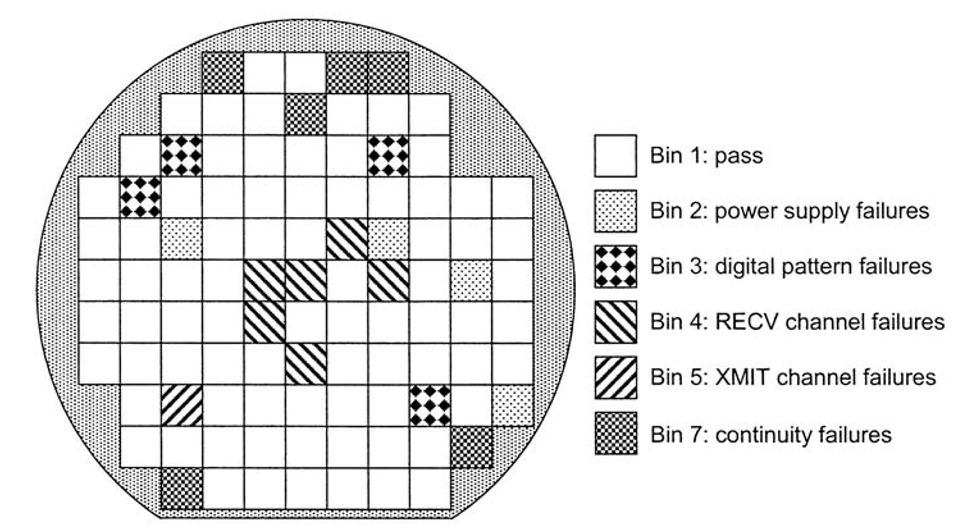 Bin 1: pass
Bin 2: power supply failures
Bin 3: digital pattern failures
Bin 4: RECV channel failures
Bin 5: XMIT channel failures
Bin 7: continuity failures